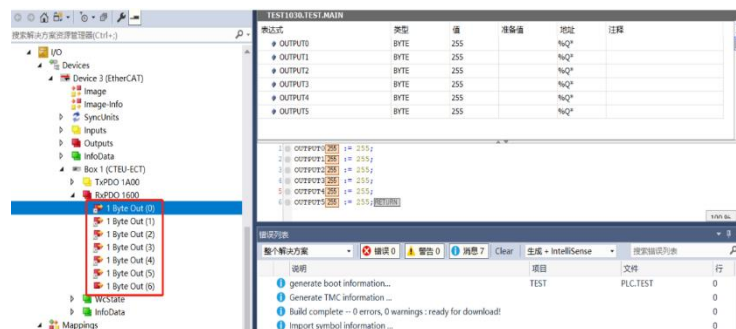 TEST1030.TEST.MAIN
搜索解决方案资源管理器(Ctrl+;)
I/O
Devices
Device 3 (EtherCAT)
Image
Image-Info
SyncUnits
Inputs
Outputs
InfoData
Box 1 (CTEU-ECT)
TxPDO 1A00
RxPDO 1600
1 Byte Out (0)
1 Byte Out (1)
1 Byte Out (2)
1 Byte Out (3)
1 Byte Out (4)
1 Byte Out (5)
1 Byte Out (6)
WcState
InfoData
Mappings
表达式 类型 值 准备值 地址 注释
OUTPUT0 BYTE 255 %Q*
OUTPUT1 BYTE 255 %Q*
OUTPUT2 BYTE 255 %Q*
OUTPUT3 BYTE 255 %Q*
OUTPUT4 BYTE 255 %Q*
OUTPUT5 BYTE 255 %Q*
1 OUTPUT0 255 := 255;
2 OUTPUT1 255 := 255;
3 OUTPUT2 255 := 255;
4 OUTPUT3 255 := 255;
5 OUTPUT4 255 := 255;
6 OUTPUT5 255 := 255; RETURN
100 %
错误列表
整个解决方案 错误 0 警告 0 消息 7 Clear 生成 + IntelliSense 搜索错误列表
说明 项目 文件 行
generate boot information... TEST PLC.TEST 0
Generate TMC information ... 0
Build complete -- 0 errors, 0 warnings : ready for download! 0
Import symbol information ... 0